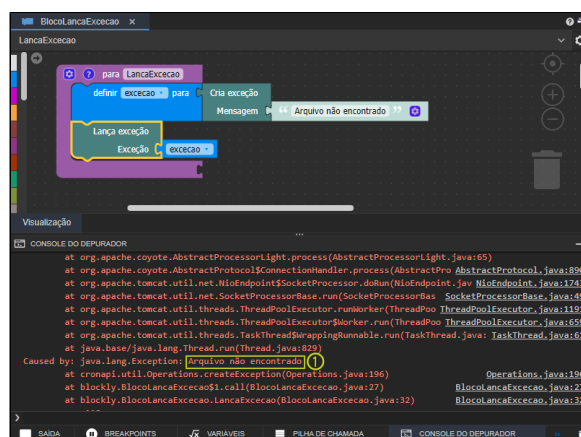 BlocoLancaExcecao ×
LancaExcecao
para LancaExcecao
definir excecao para Cria exceção
Mensagem “ Arquivo não encontrado ”
Lança exceção
Exceção excecao
Visualização
CONSOLE DO DEPURADOR
at org.apache.coyote.AbstractProcessorLight.process(AbstractProcessorLight.java:65)
at org.apache.coyote.AbstractProtocol$ConnectionHandler.process(AbstractPro AbstractProtocol.java:890
at org.apache.tomcat.util.net.NioEndpoint$SocketProcessor.doRun(NioEndpoint.jav NioEndpoint.java:174
at org.apache.tomcat.util.net.SocketProcessorBase.run(SocketProcessorBas SocketProcessorBase.java:4
at org.apache.tomcat.util.threads.ThreadPoolExecutor.runWorker(ThreadPoo ThreadPoolExecutor.java:119
at org.apache.tomcat.util.threads.ThreadPoolExecutor$Worker.run(ThreadPoo ThreadPoolExecutor.java:65
at org.apache.tomcat.util.threads.TaskThread$WrappingRunnable.run(TaskThread.java: TaskThread.java:6
at java.base/java.lang.Thread.run(Thread.java:829)
Caused by: java.lang.Exception: Arquivo não encontrado 1
at cronapi.util.Operations.createException(Operations.java:196) Operations.java:19
at blockly.BlocoLancaExcecao$1.call(BlocoLancaExcecao.java:27) BlocoLancaExcecao.java:2
at blockly.BlocoLancaExcecao.LancaExcecao(BlocoLancaExcecao.java:32) BlocoLancaExcecao.java:3
SAÍDA BREAKPOINTS VARIÁVEIS PILHA DE CHAMADA CONSOLE DO DEPURADOR